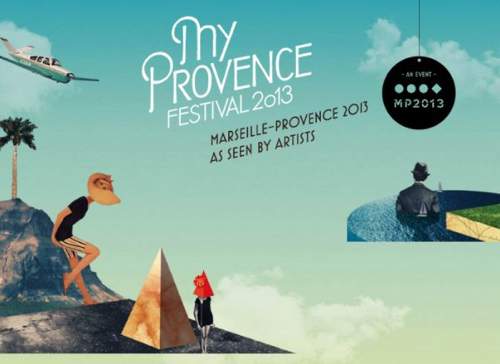 My
PROVENCE
FESTIVAL 2013
MARSEILLE-PROVENCE 2013
AS SEEN BY ARTISTS
- AN EVENT -
MP2013